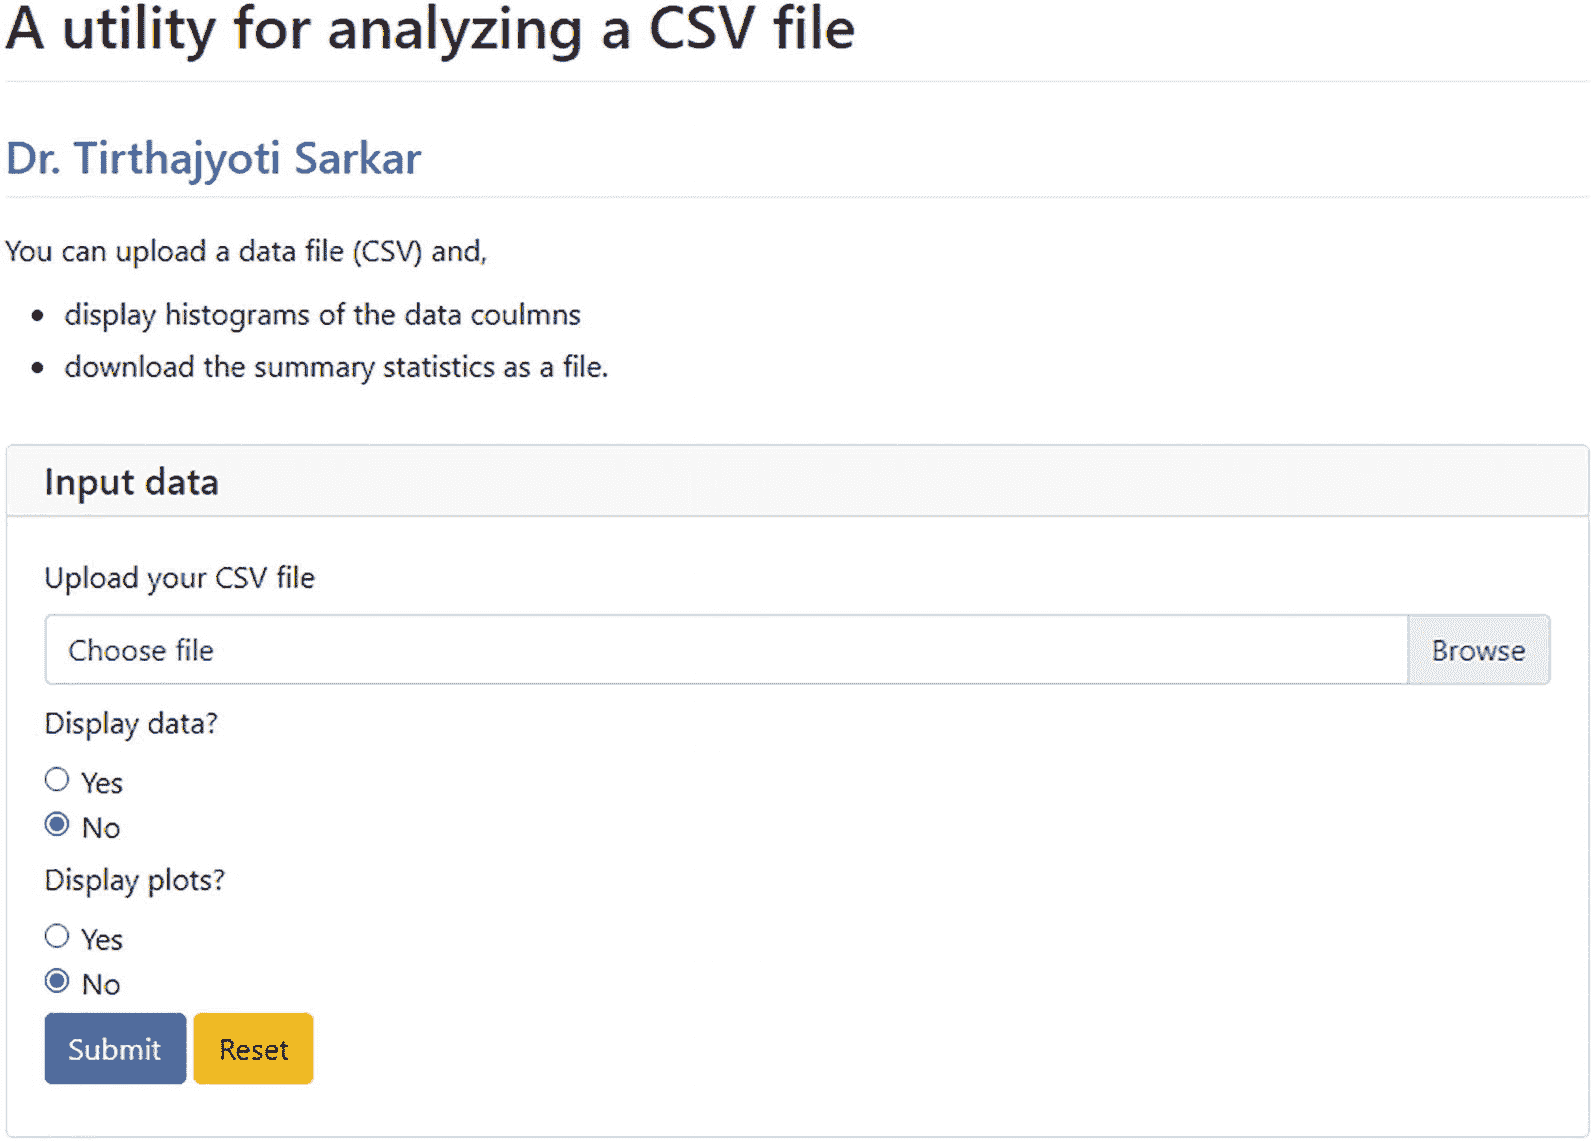 A utility for analyzing a CSV file
Dr. Tirthajyoti Sarkar
You can upload a data file (CSV) and,
display histograms of the data coulmns
download the summary statistics as a file.
Input data
Upload your CSV file
Choose file Browse
Display data?
Yes
No
Display plots?
Yes
No
Submit Reset